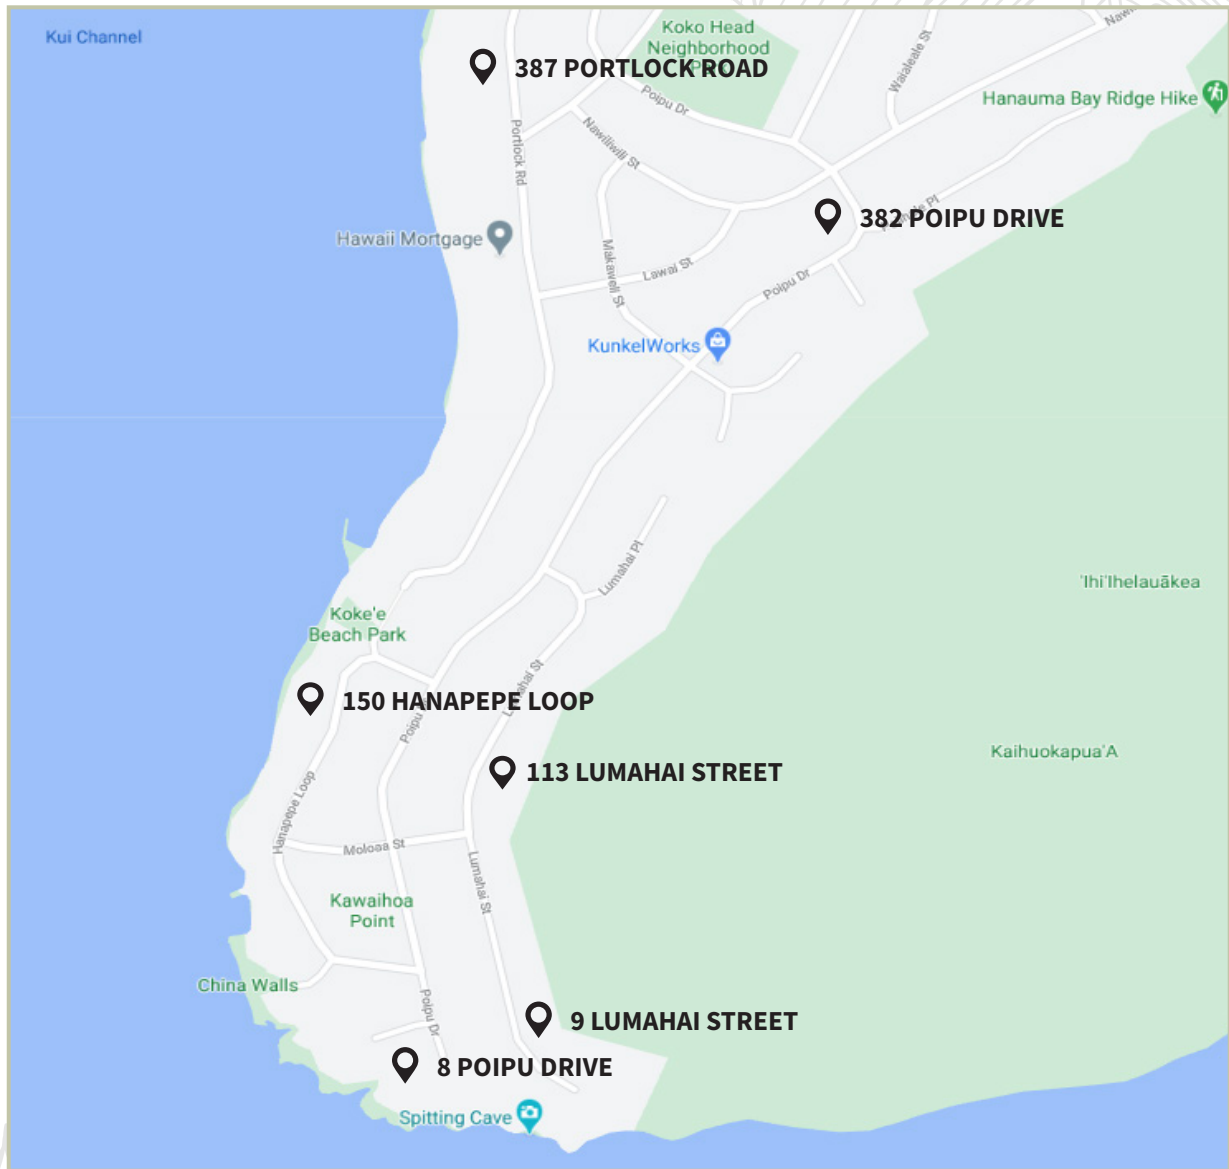 Kui Channel
Koko Head
Neighborhood
387 PORTLOCK ROAD
Poipu Dr
Waialeale St
Hanauma Bay Ridge Hike
Portlock Rd
Nawiliwili St
382 POIPU DRIVE
Hawaii Mortgage
Makaweli St
Lawai St
Poipu Dr
KunkelWorks
Lumahai Pl
'Ihi'Ihelauākea
Koke'e
Beach Park
Lumahai St
150 HANAPEPE LOOP
Poipu
Kaihuokapua'A
113 LUMAHAI STREET
Hanapepe Loop
Moloaa St
Lumahai St
Kawaihoa
Point
China Walls
Poipu Dr
9 LUMAHAI STREET
8 POIPU DRIVE
Spitting Cave